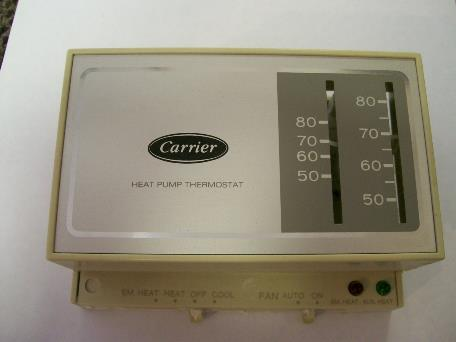 Carrier
HEAT PUMP THERMOSTAT
80
70
60
50
80
70
60
50
EM HEAT HEAT OFF COOL
FAN AUTO ON
EM. HEAT AUX. HEAT